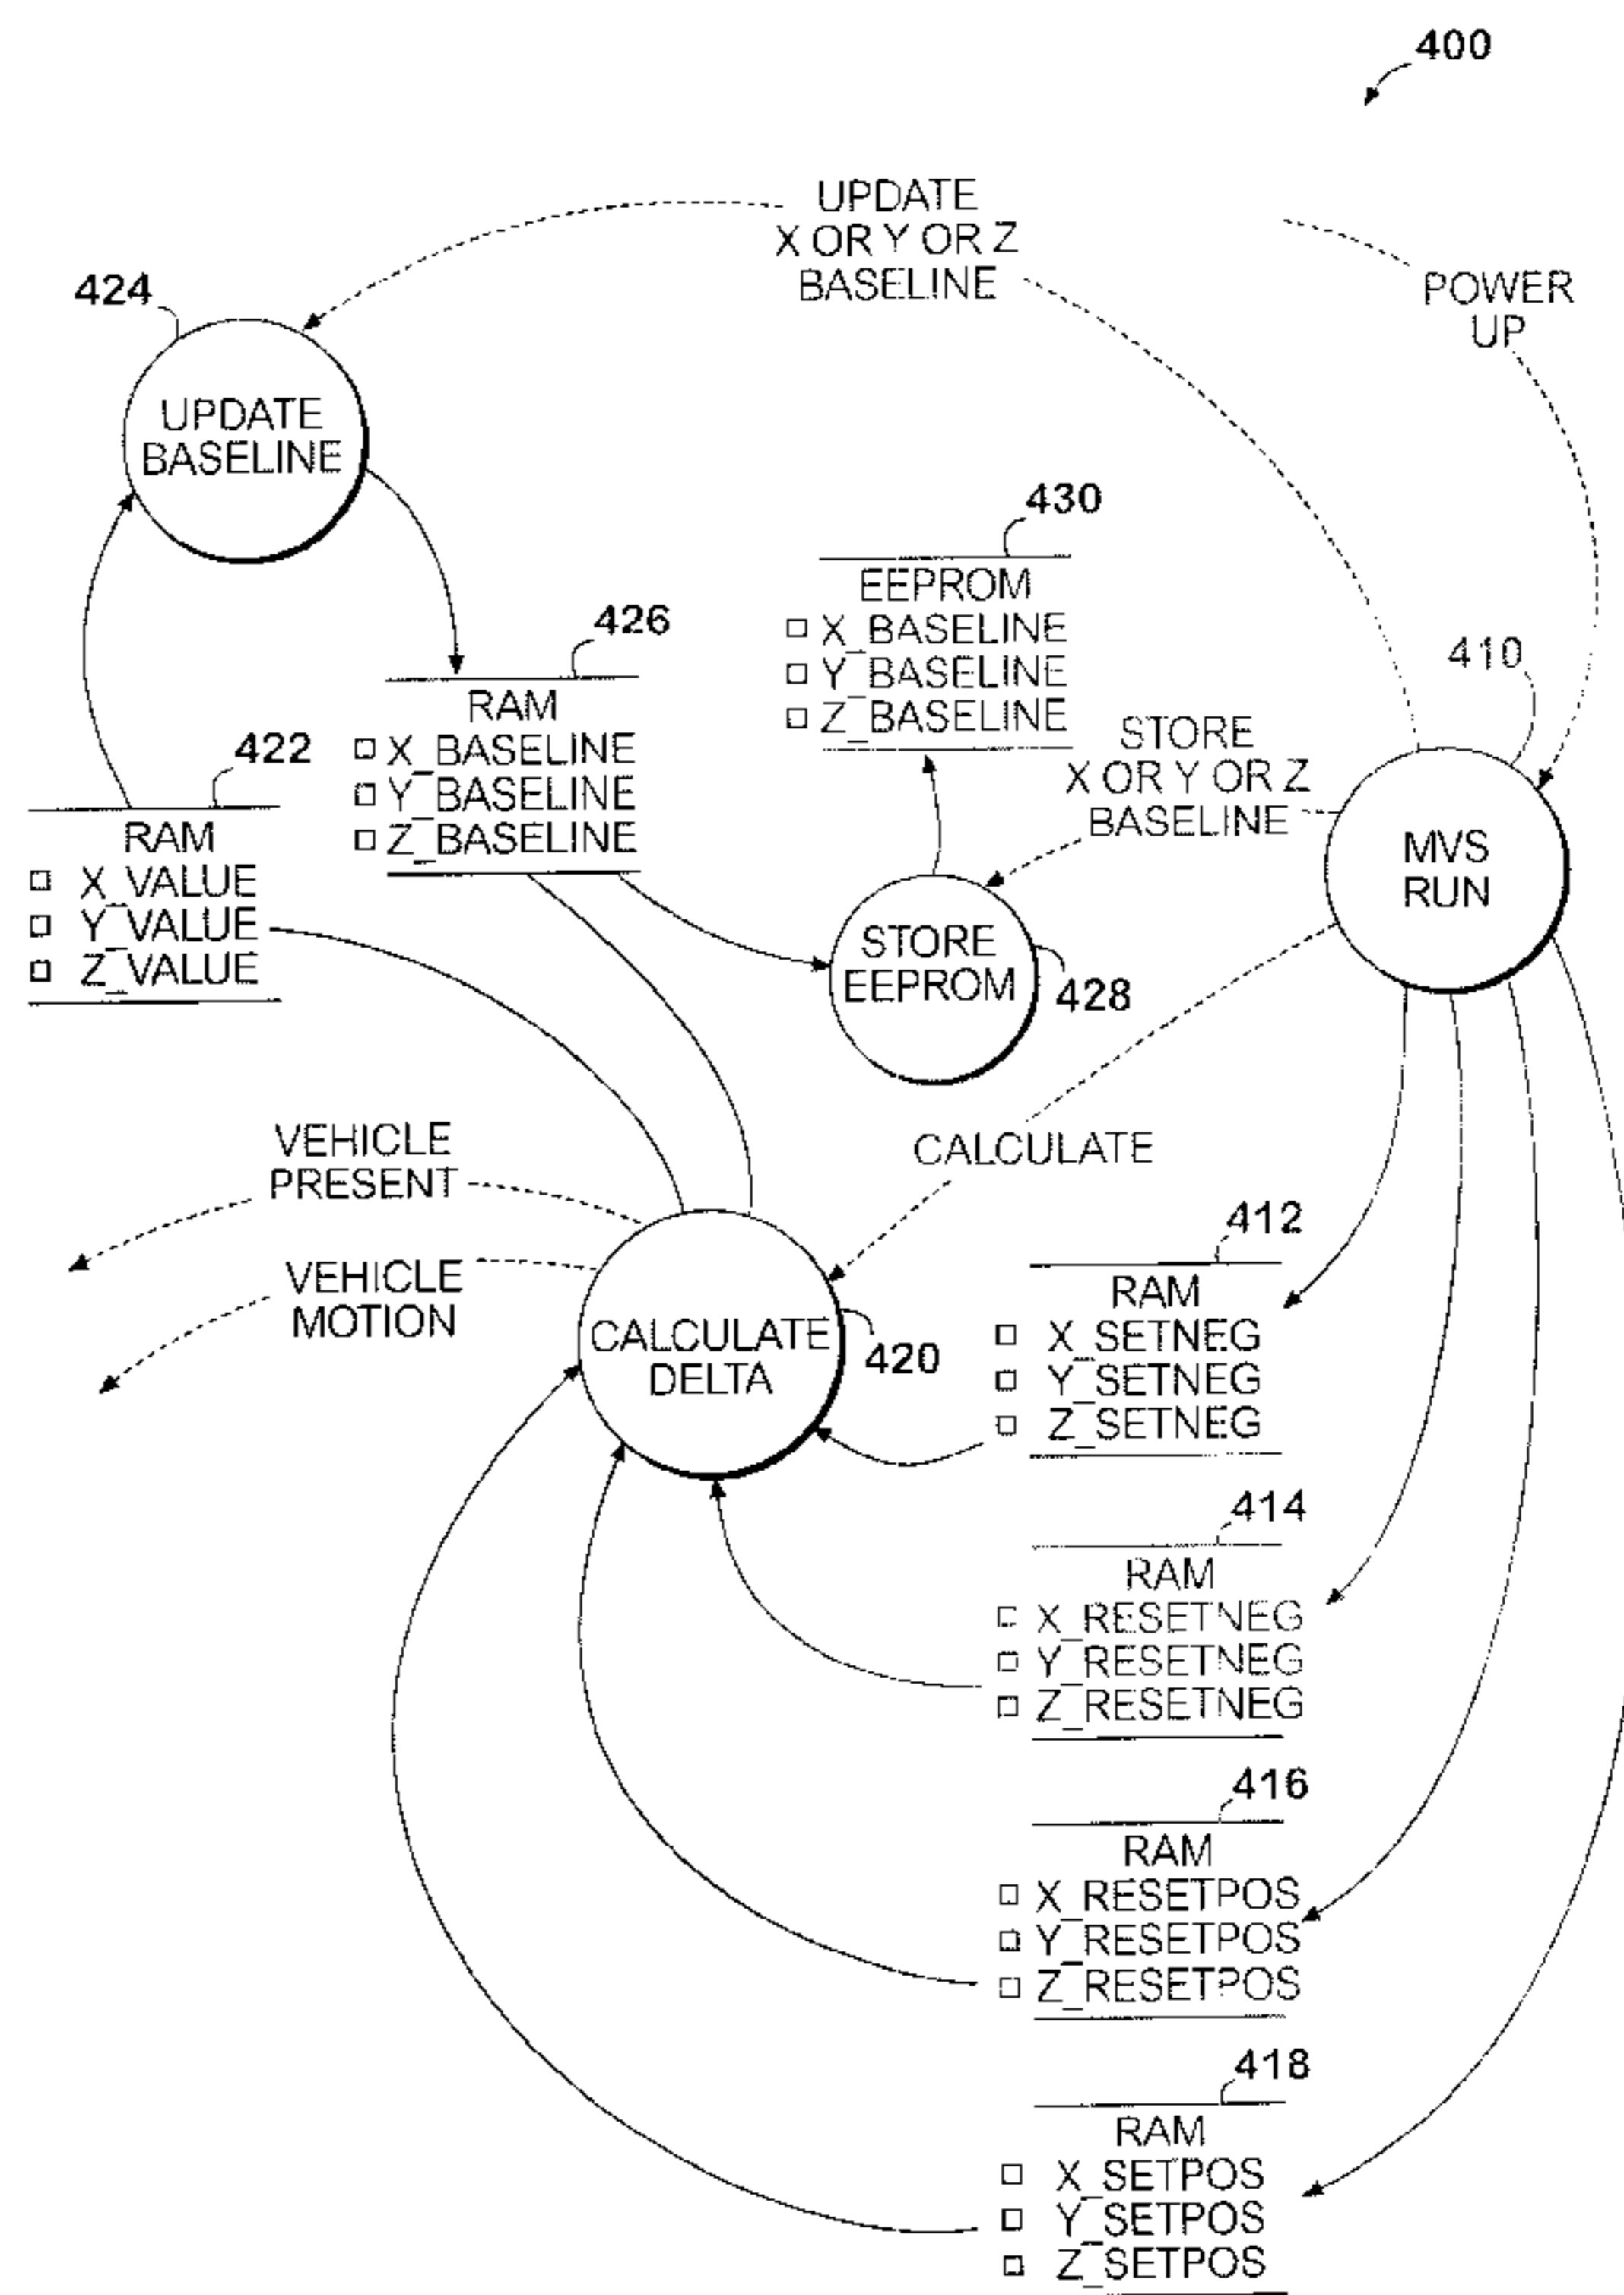 400
UPDATE
X OR Y OR Z
BASELINE
POWER
UP
424
UPDATE
BASELINE
430
EEPROM
X_BASELINE
Y_BASELINE
Z_BASELINE
426
RAM
X_BASELINE
Y_BASELINE
Z_BASELINE
422
RAM
X_VALUE
Y_VALUE
Z_VALUE
STORE
X OR Y OR Z
BASELINE
410
MVS
RUN
STORE
EEPROM
428
CALCULATE
VEHICLE
PRESENT
VEHICLE
MOTION
CALCULATE
DELTA
420
412
RAM
X_SETNEG
Y_SETNEG
Z_SETNEG
414
RAM
X_RESETNEG
Y_RESETNEG
Z_RESETNEG
416
RAM
X_RESETPOS
Y_RESETPOS
Z_RESETPOS
418
RAM
X_SETPOS
Y_SETPOS
Z_SETPOS